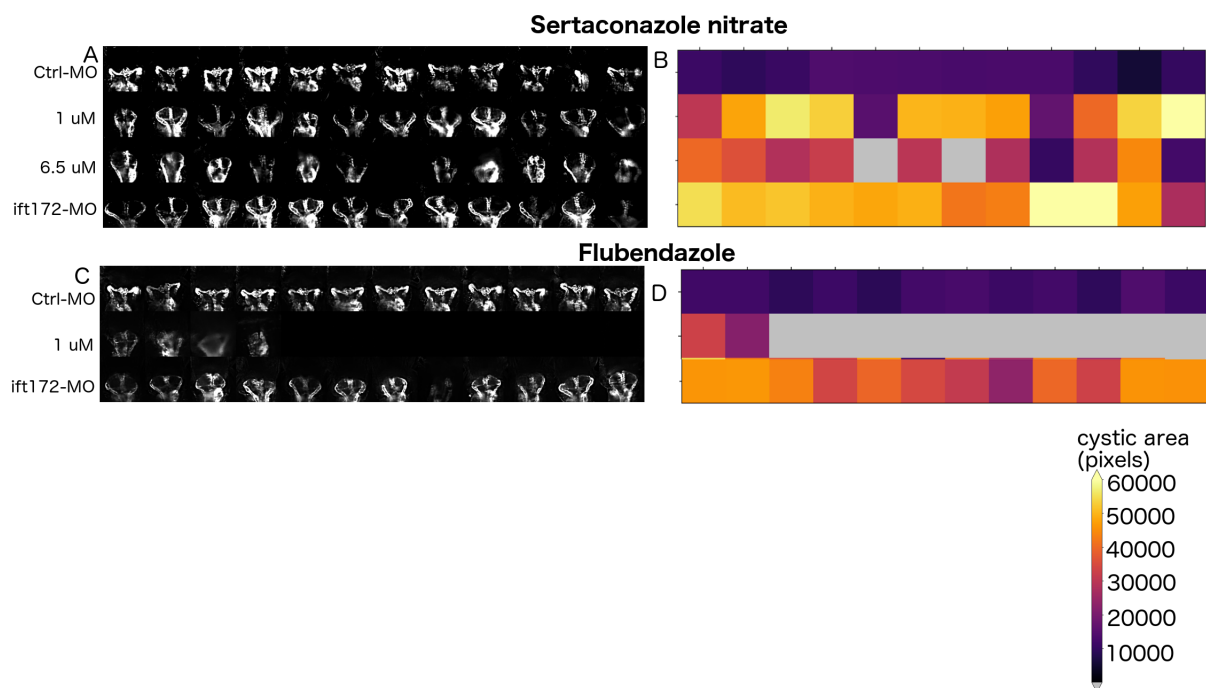 Sertaconazole nitrate
A
B
Ctrl-MO
1 uM
6.5 uM
ift172-MO
Flubendazole
C
D
Ctrl-MO
1 uM
ift172-MO
cystic area
(pixels)
60000
50000
40000
30000
20000
10000